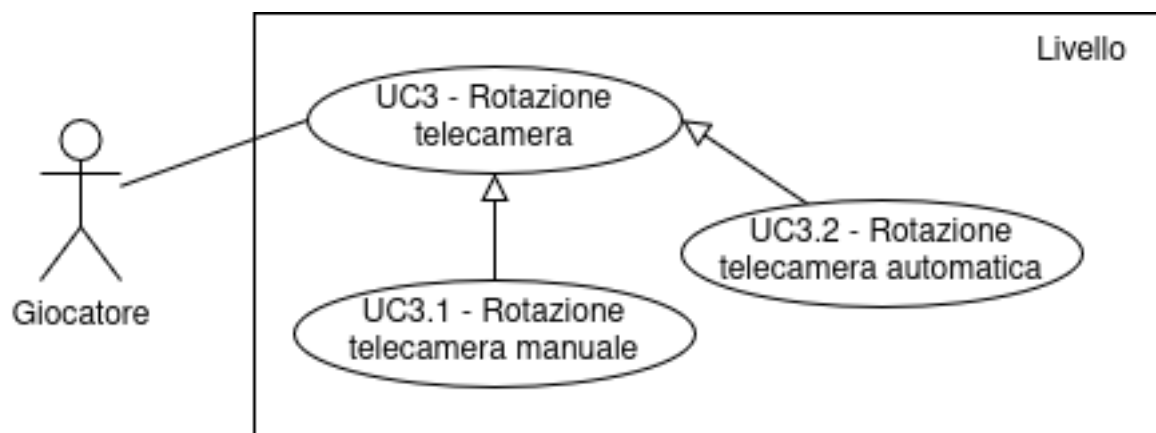 Livello
UC3 - Rotazione
telecamera
UC3.2 - Rotazione
telecamera automatica
Giocatore
UC3.1 - Rotazione
telecamera manuale